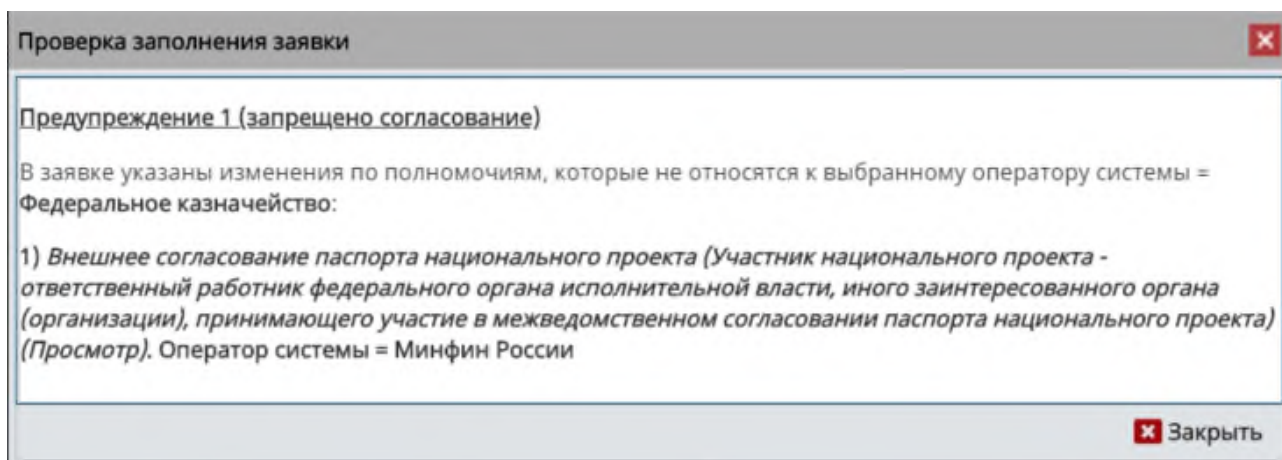 Проверка заполнения заявки
Предупреждение 1 (запрещено согласование)
В заявке указаны изменения по полномочиям, которые не относятся к выбранному оператору системы =
Федеральное казначейство:
1) Внешнее согласование паспорта национального проекта (Участник национального проекта -
ответственный работник федерального органа исполнительной власти, иного заинтересованного органа
(организации), принимающего участие в межведомственном согласовании паспорта национального проекта)
(Просмотр). Оператор системы = Минфин России
Закрыть